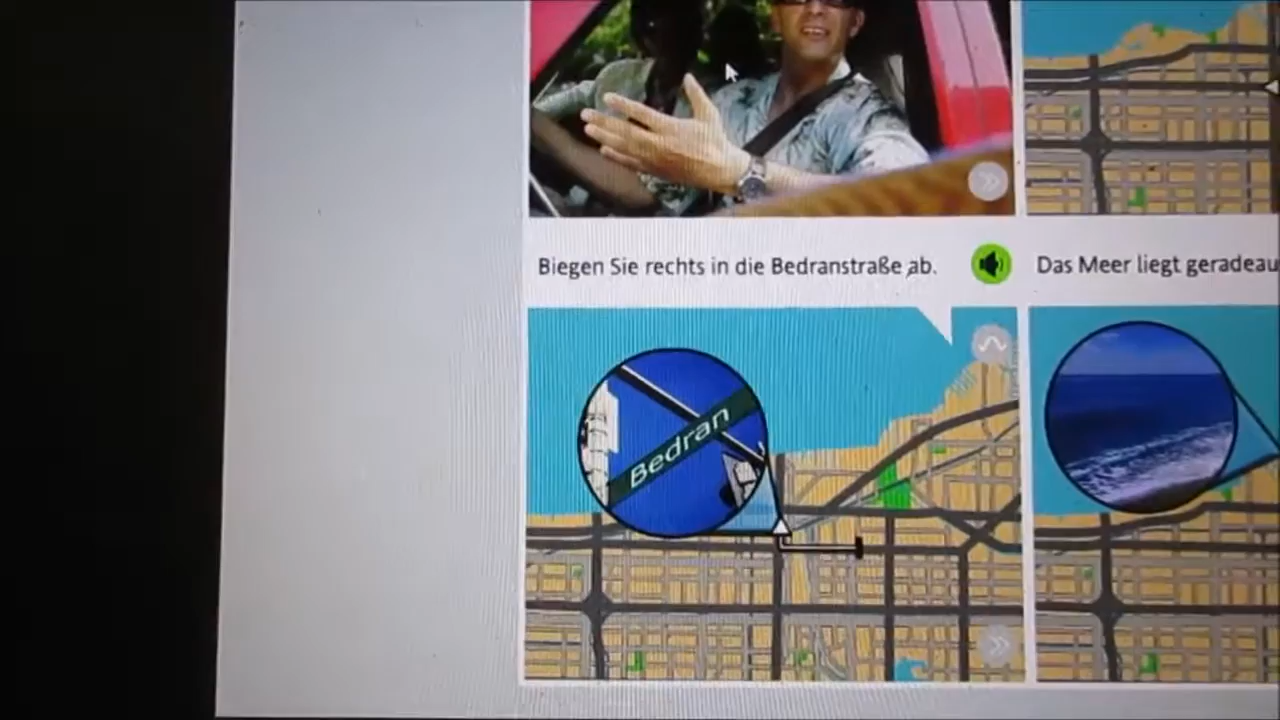 Biegen Sie rechts in die Bedranstraße ab.
Das Meer liegt geradeau
Bedran